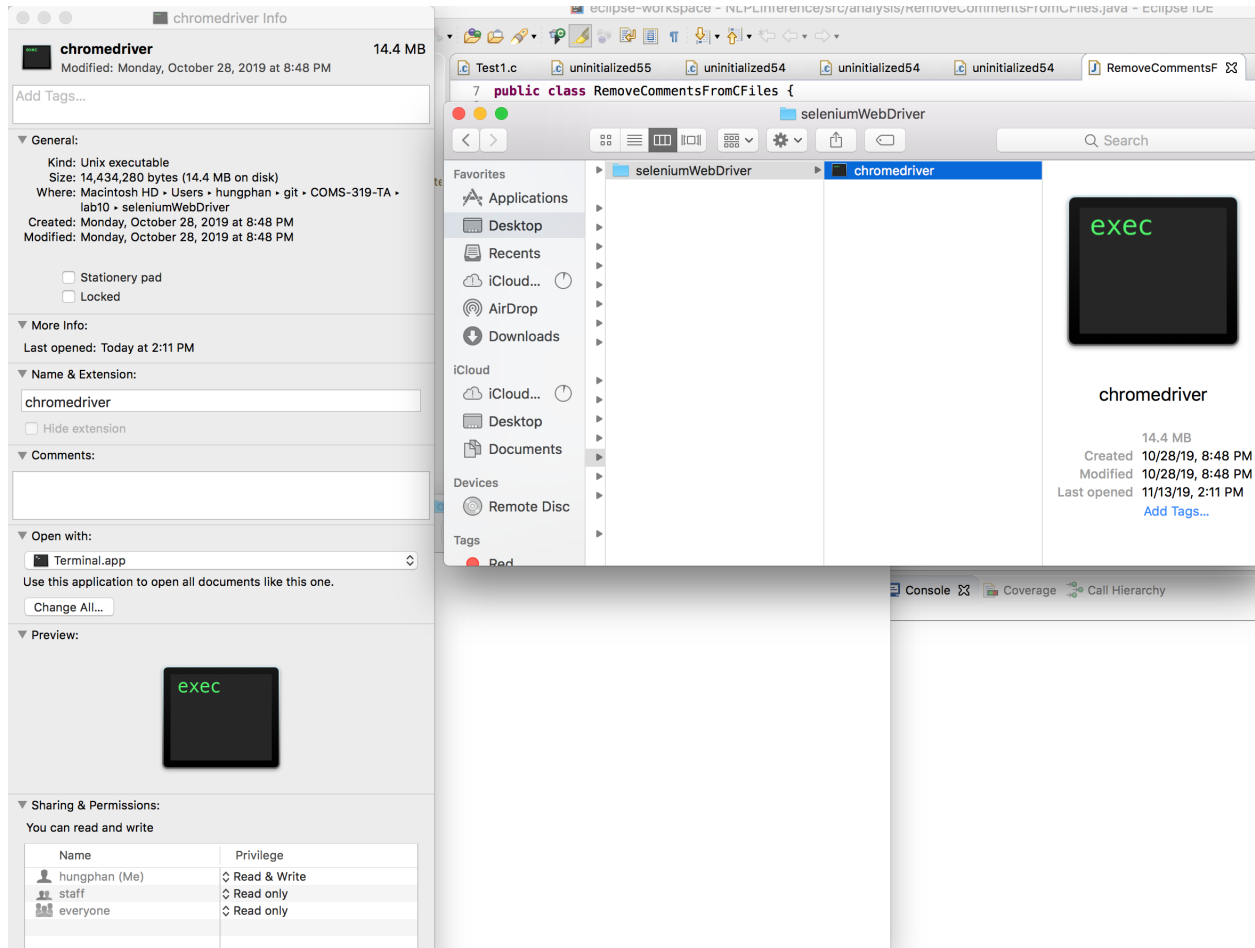 chromedriver Info
chromedriver
14.4 MB
Modified: Monday, October 28, 2019 at 8:48 PM
Add Tags...
General:
Kind: Unix executable
Size: 14,434,280 bytes (14.4 MB on disk)
Where: Macintosh HD ▸ Users ▸ hungphan ▸ git ▸ COMS-319-TA ▸
lab10 ▸ seleniumWebDriver
Created: Monday, October 28, 2019 at 8:48 PM
Modified: Monday, October 28, 2019 at 8:48 PM
Stationery pad
Locked
More Info:
Last opened: Today at 2:11 PM
Name & Extension:
chromedriver
Hide extension
Comments:
Open with:
Terminal.app
Use this application to open all documents like this one.
Change All...
Preview:
exec
Sharing & Permissions:
You can read and write
Name Privilege
hungphan (Me) Read & Write
staff Read only
everyone Read only
eclipse-workspace - NLPLInference/src/analysis/RemoveCommentsFromCFiles.java - Eclipse IDE
Test1.c uninitialized55 uninitialized54 uninitialized54 uninitialized54 RemoveCommentsF
7 public class RemoveCommentsFromCFiles {
seleniumWebDriver
Search
Favorites
Applications
Desktop
Recents
iCloud...
AirDrop
Downloads
iCloud
iCloud...
Desktop
Documents
Devices
Remote Disc
Tags
Red
seleniumWebDriver
chromedriver
exec
chromedriver
14.4 MB
Created 10/28/19, 8:48 PM
Modified 10/28/19, 8:48 PM
Last opened 11/13/19, 2:11 PM
Add Tags...
Console Coverage Call Hierarchy